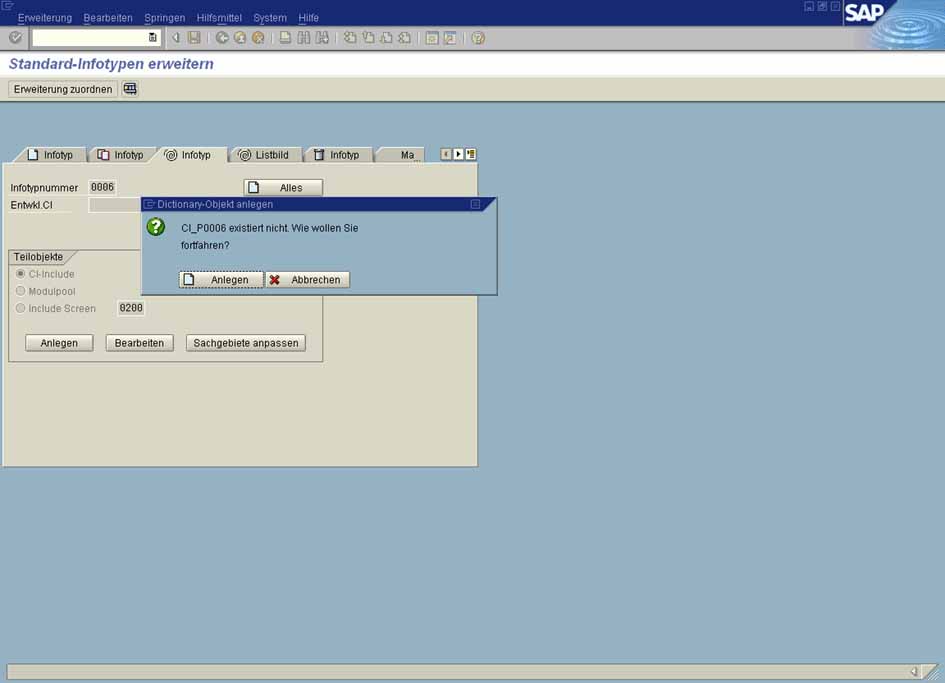 Erweiterung Bearbeiten Springen Hilfsmittel System Hilfe
SAP
Standard-Infotypen erweitern
Erweiterung zuordnen
Infotyp Infotyp Infotyp Listbild Infotyp Ma...
Infotypnummer 0006 Alles
Entwkl.CI
Dictionary-Objekt anlegen
CI_P0006 existiert nicht. Wie wollen Sie
fortfahren?
Anlegen Abbrechen
Teilobjekte
CI-Include
Modulpool
Include Screen 0200
Anlegen Bearbeiten Sachgebiete anpassen